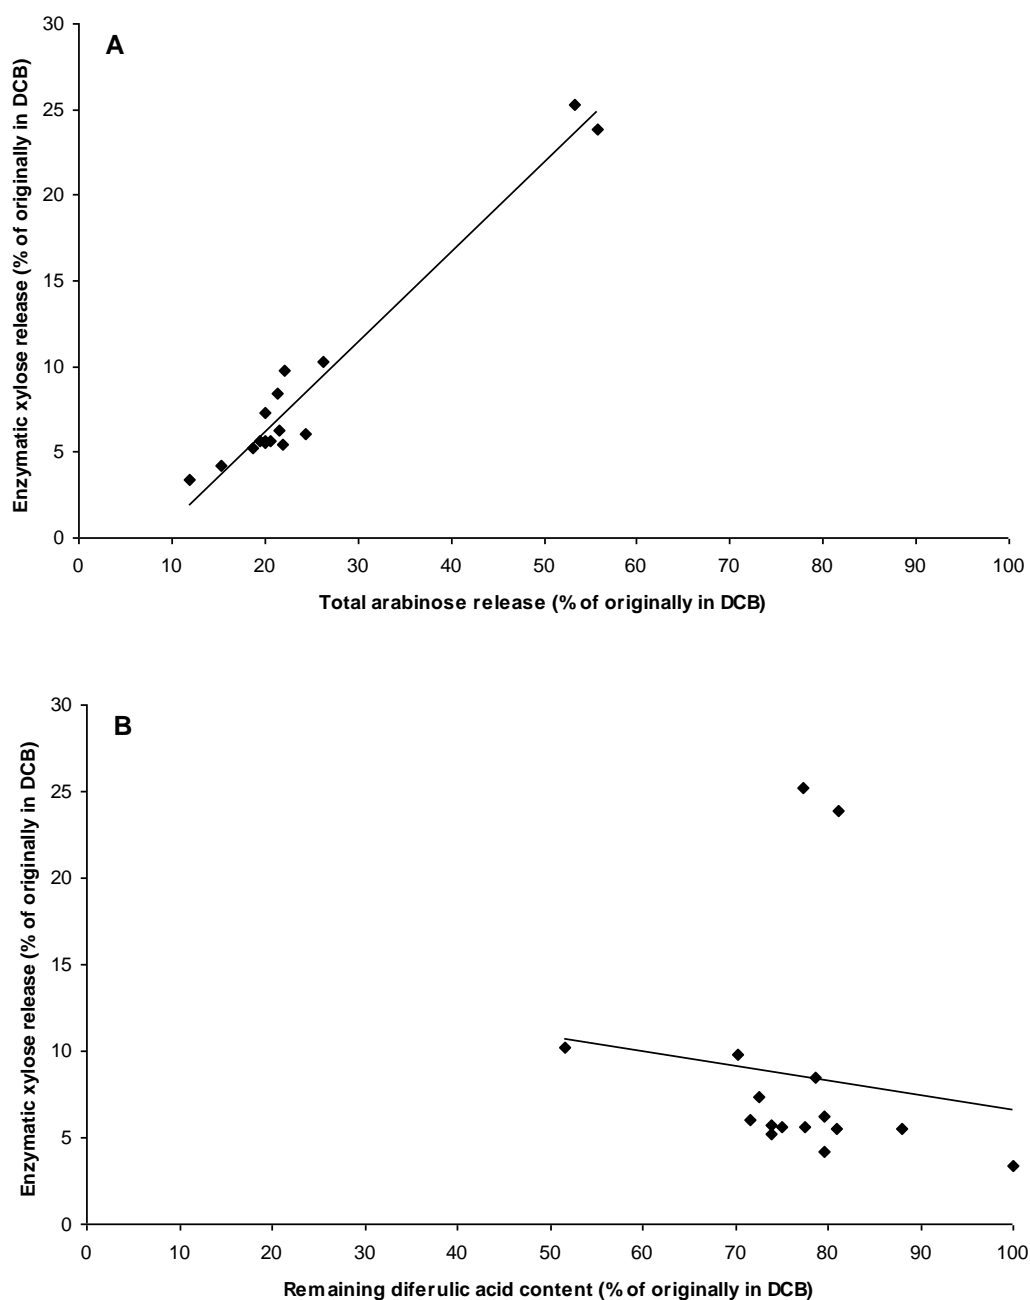 A
Enzymatic xylose release (% of originally in DCB)
30
25
20
15
10
5
0
0 10 20 30 40 50 60 70 80 90 100
Total arabinose release (% of originally in DCB)
B
Enzymatic xylose release (% of originally in DCB)
30
25
20
15
10
5
0
0 10 20 30 40 50 60 70 80 90 100
Remaining diferulic acid content (% of originally in DCB)